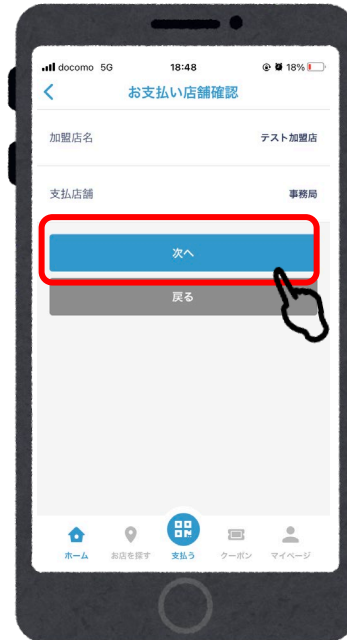 docomo 5G 18:48 18%
お支払い店舗確認
加盟店名 テスト加盟店
支払店舗 事務局
次へ
戻る
ホーム お店を探す 支払う クーポン マイページ